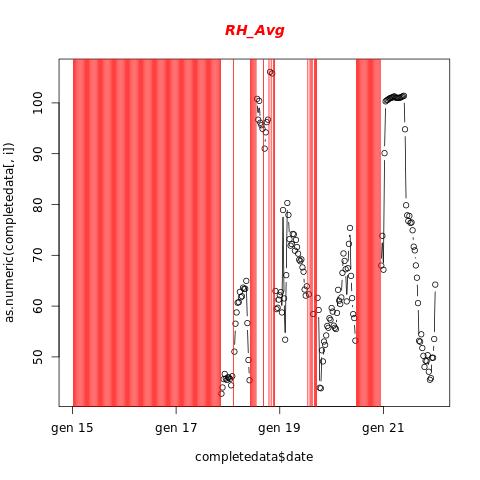 RH_Avg
as.numeric(completedata[, i])
100
90
80
70
60
50
gen 15
gen 17
gen 19
gen 21
completedata$date